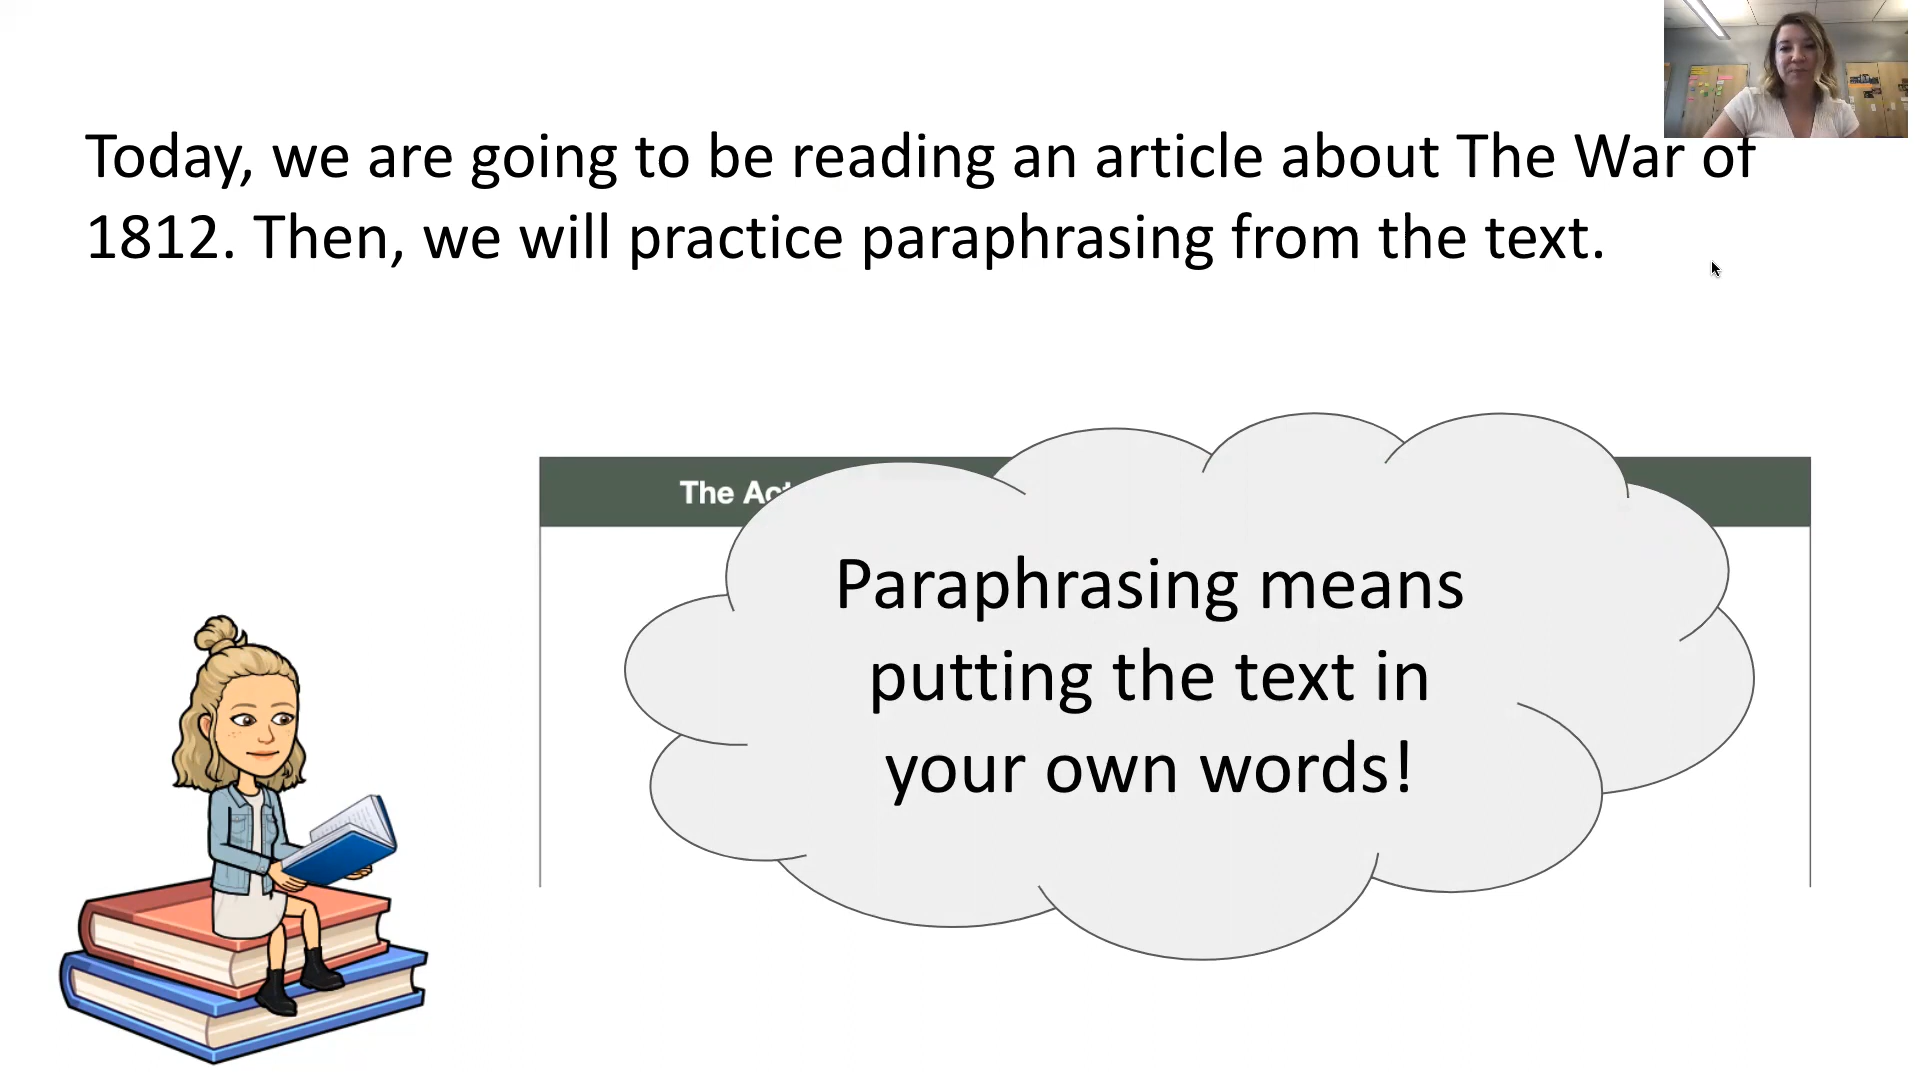 Today, we are going to be reading an article about The War of
1812. Then, we will practice paraphrasing from the text.
The Act
Paraphrasing means
putting the text in
your own words!